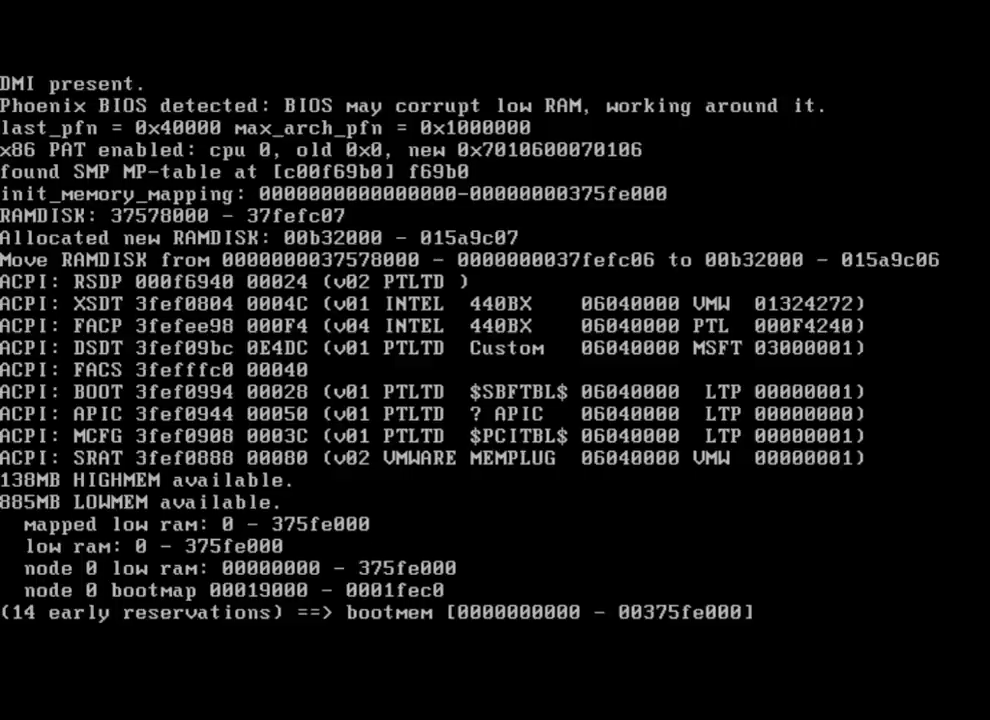 DMI present.
Phoenix BIOS detected: BIOS may corrupt low RAM, working around it.
last_pfn = 0x40000 max_arch_pfn = 0x1000000
x86 PAT enabled: cpu 0, old 0x0, new 0x7010600070106
found SMP MP-table at [c00f69b0] f69b0
init_memory_mapping: 0000000000000000-00000000375fe000
RAMDISK: 37578000 - 37fefc07
Allocated new RAMDISK: 00b32000 - 015a9c07
Move RAMDISK from 0000000037578000 - 0000000037fefc06 to 00b32000 - 015a9c06
ACPI: RSDP 000f6940 00024 (v02 PTLTD )
ACPI: XSDT 3fef0804 0004C (v01 INTEL  440BX    06040000 VMW  01324272)
ACPI: FACP 3fefee98 000F4 (v04 INTEL  440BX    06040000 PTL  000F4240)
ACPI: DSDT 3fef09bc 0E4DC (v01 PTLTD  Custom   06040000 MSFT 03000001)
ACPI: FACS 3fefffc0 00040
ACPI: BOOT 3fef0994 00028 (v01 PTLTD  $SBFTBL$ 06040000  LTP 00000001)
ACPI: APIC 3fef0944 00050 (v01 PTLTD  ? APIC   06040000  LTP 00000000)
ACPI: MCFG 3fef0908 0003C (v01 PTLTD  $PCITBL$ 06040000  LTP 00000001)
ACPI: SRAT 3fef0888 00080 (v02 VMWARE MEMPLUG  06040000 VMW  00000001)
138MB HIGHMEM available.
885MB LOWMEM available.
  mapped low ram: 0 - 375fe000
  low ram: 0 - 375fe000
  node 0 low ram: 00000000 - 375fe000
  node 0 bootmap 00019000 - 0001fec0
(14 early reservations) ==> bootmem [0000000000 - 00375fe000]